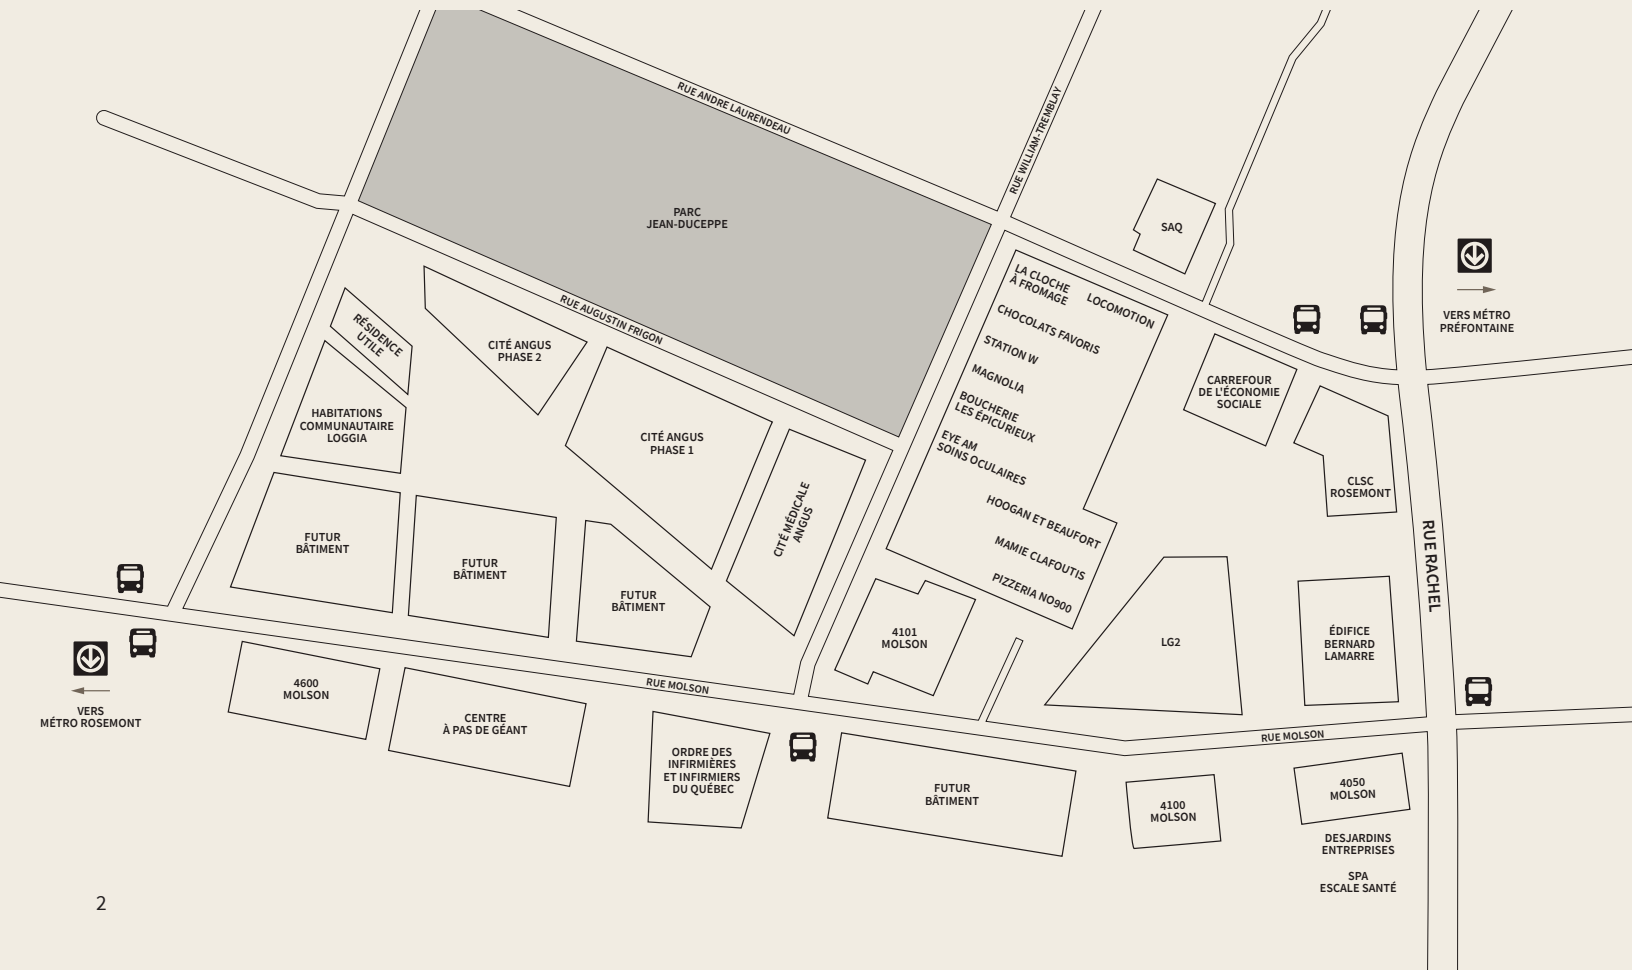 RUE ANDRE LAURENDEAU
RUE WILLIAM-TREMBLAY
PARC
JEAN-DUCEPPE
SAQ
VERS MÉTRO
PRÉFONTAINE
RUE AUGUSTIN FRIGON
RÉSIDENCE
UTILE
CITÉ ANGUS
PHASE 2
HABITATIONS
COMMUNAUTAIRE
LOGGIA
CITÉ ANGUS
PHASE 1
CITÉ MÉDICALE
ANGUS
LA CLOCHE
À FROMAGE
LOCOMOTION
CHOCOLATS FAVORIS
STATION W
MAGNOLIA
BOUCHERIE
LES ÉPICURIEUX
EYE AM
SOINS OCULAIRES
HOOGAN ET BEAUFORT
MAMIE CLAFOUTIS
PIZZERIA NO900
CARREFOUR
DE L'ÉCONOMIE
SOCIALE
CLSC
ROSEMONT
RUE RACHEL
FUTUR
BÂTIMENT
FUTUR
BÂTIMENT
FUTUR
BÂTIMENT
4101
MOLSON
LG2
ÉDIFICE
BERNARD
LAMARRE
VERS
MÉTRO ROSEMONT
4600
MOLSON
CENTRE
À PAS DE GÉANT
RUE MOLSON
ORDRE DES
INFIRMIÈRES
ET INFIRMIERS
DU QUÉBEC
FUTUR
BÂTIMENT
RUE MOLSON
4100
MOLSON
4050
MOLSON
DESJARDINS
ENTREPRISES
SPA
ESCALE SANTÉ
2